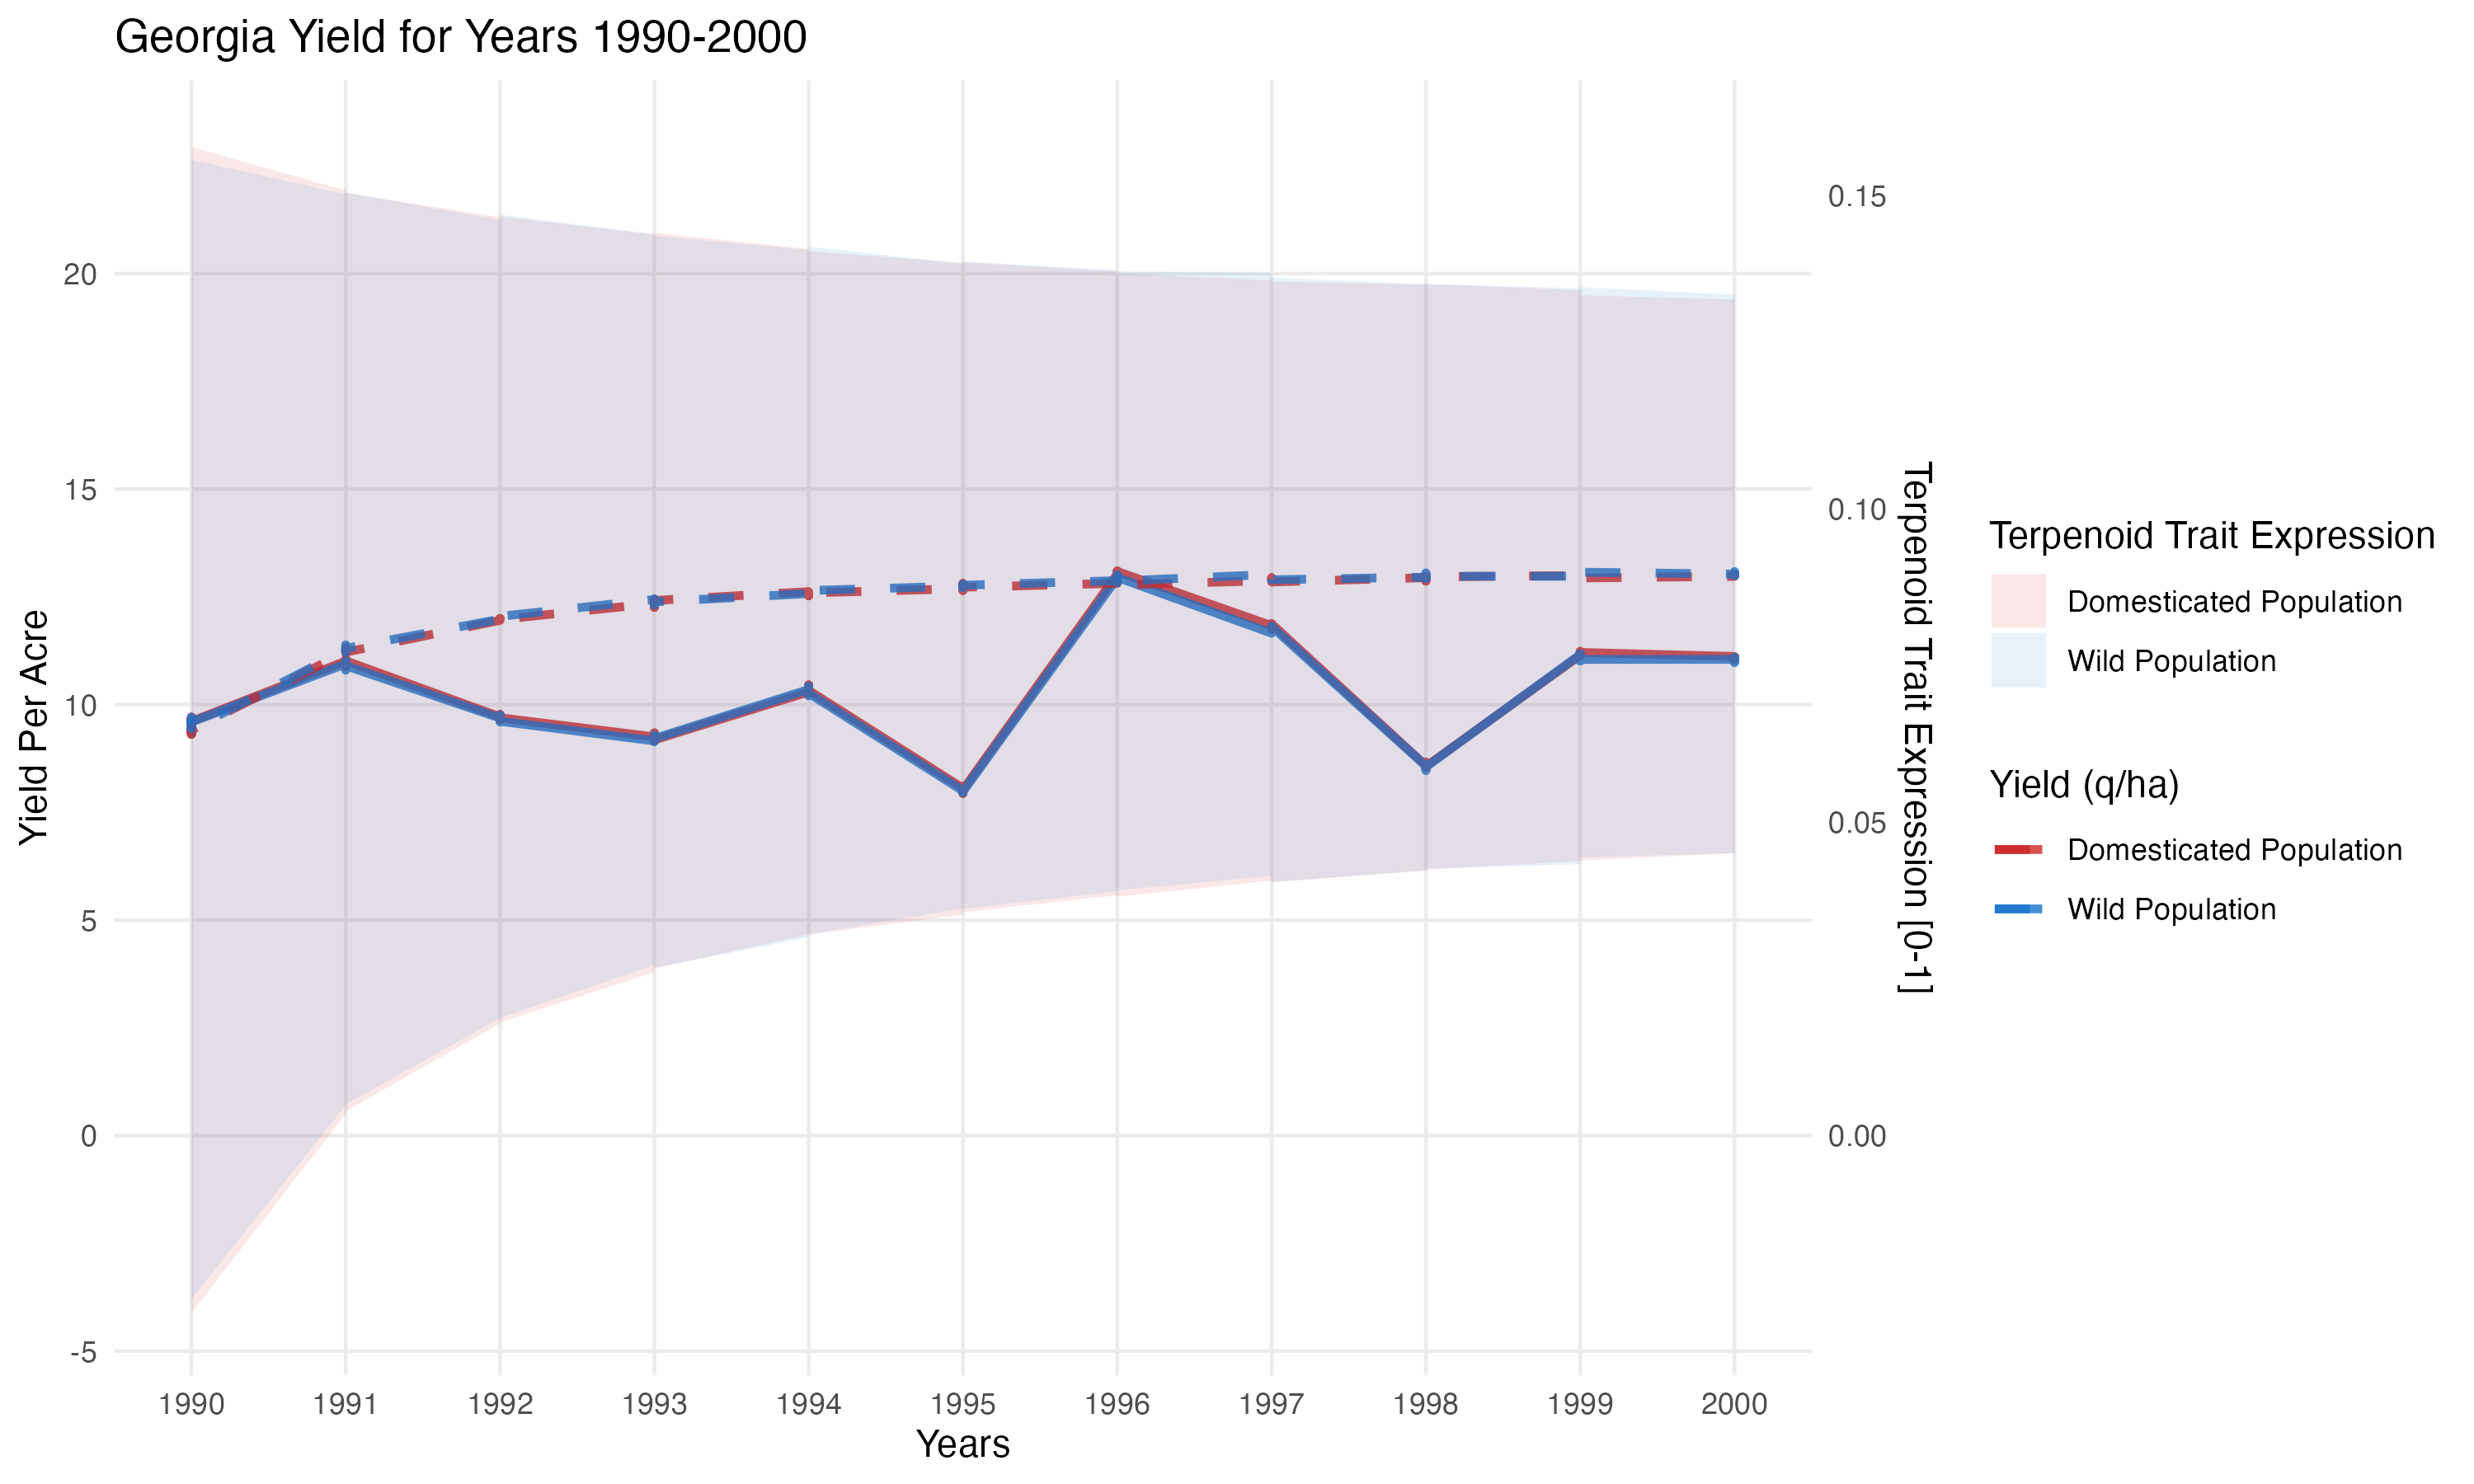 Georgia Yield for Years 1990-2000
20
15
10
5
0
-5
Yield Per Acre
1990 1991 1992 1993 1994 1995 1996 1997 1998 1999 2000
Years
0.15
0.10
0.05
0.00
Terpenoid Trait Expression [0-1]
Terpenoid Trait Expression
Domesticated Population
Wild Population
Yield (q/ha)
Domesticated Population
Wild Population